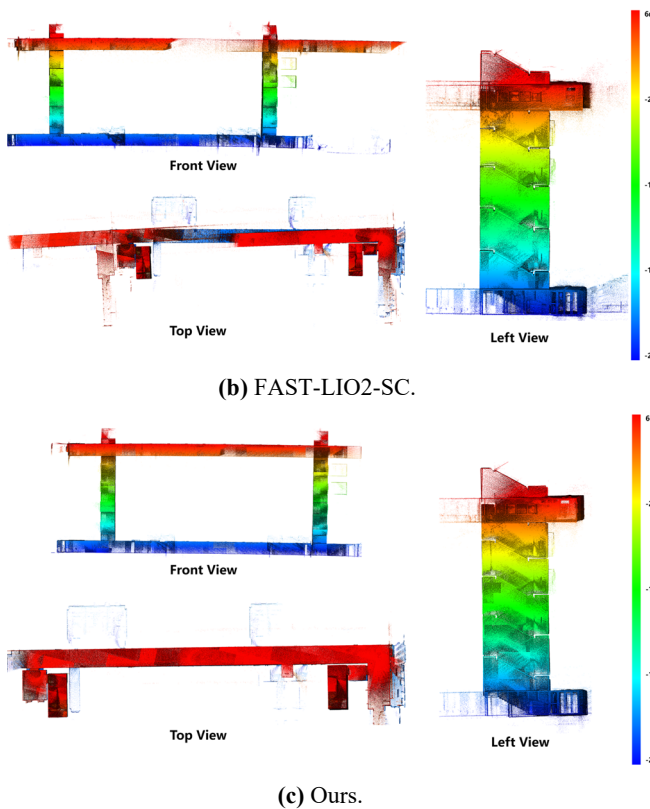 Front View
Top View
Left View
(b) FAST-LIO2-SC.
Front View
Top View
Left View
(c) Ours.